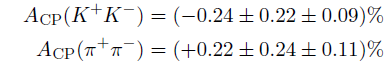 A_CP(K⁺K⁻) = (−0.24 ± 0.22 ± 0.09)%
A_CP(π⁺π⁻) = (+0.22 ± 0.24 ± 0.11)%